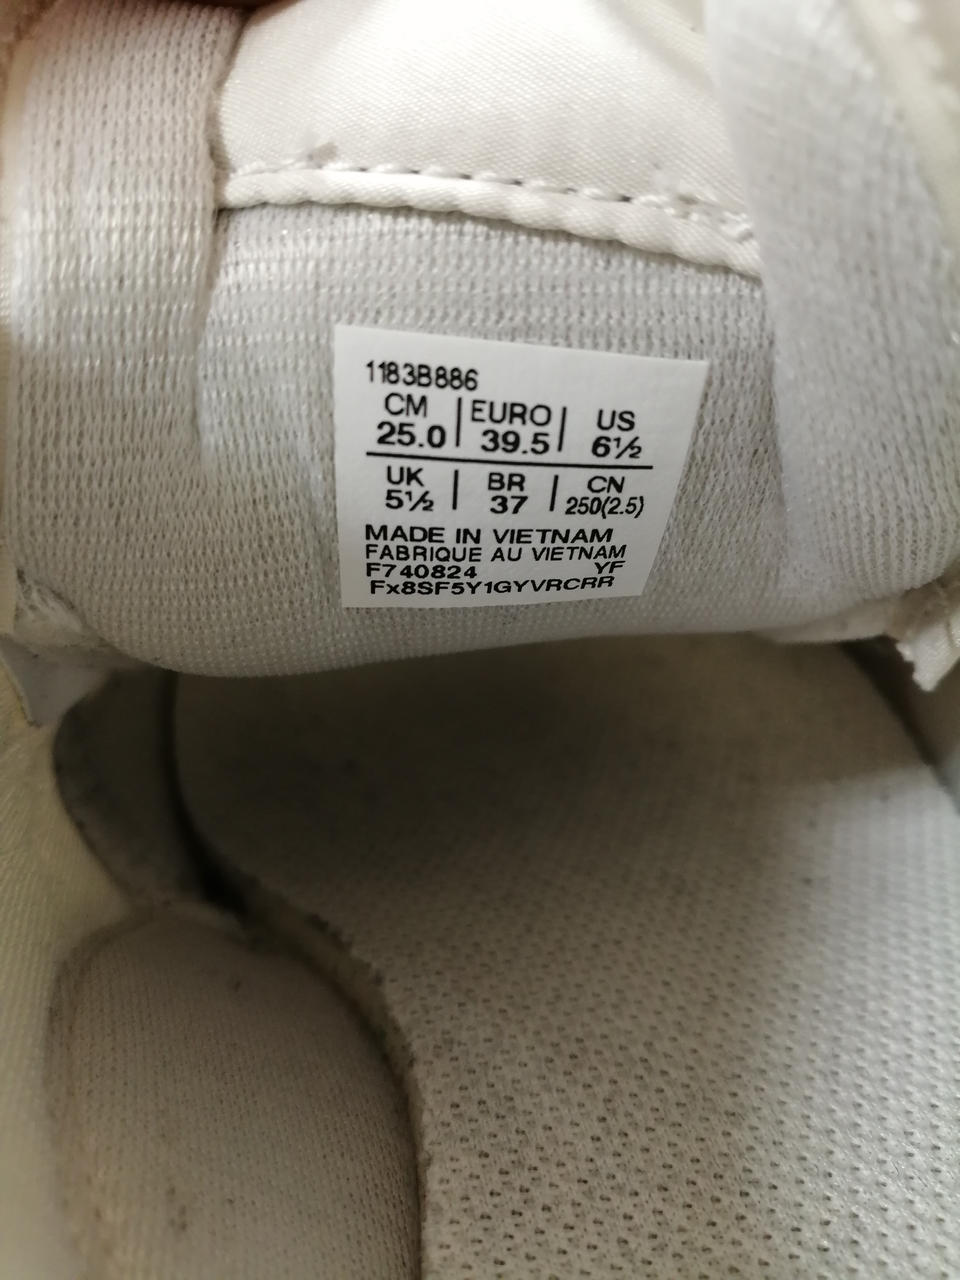 1183B886
CM | EURO | US
25.0 | 39.5 | 6½
UK | BR | CN
5½ | 37 | 250(2.5)
MADE IN VIETNAM
FABRIQUE AU VIETNAM
F740824 YF
Fx8SF5Y1GYVRCRR